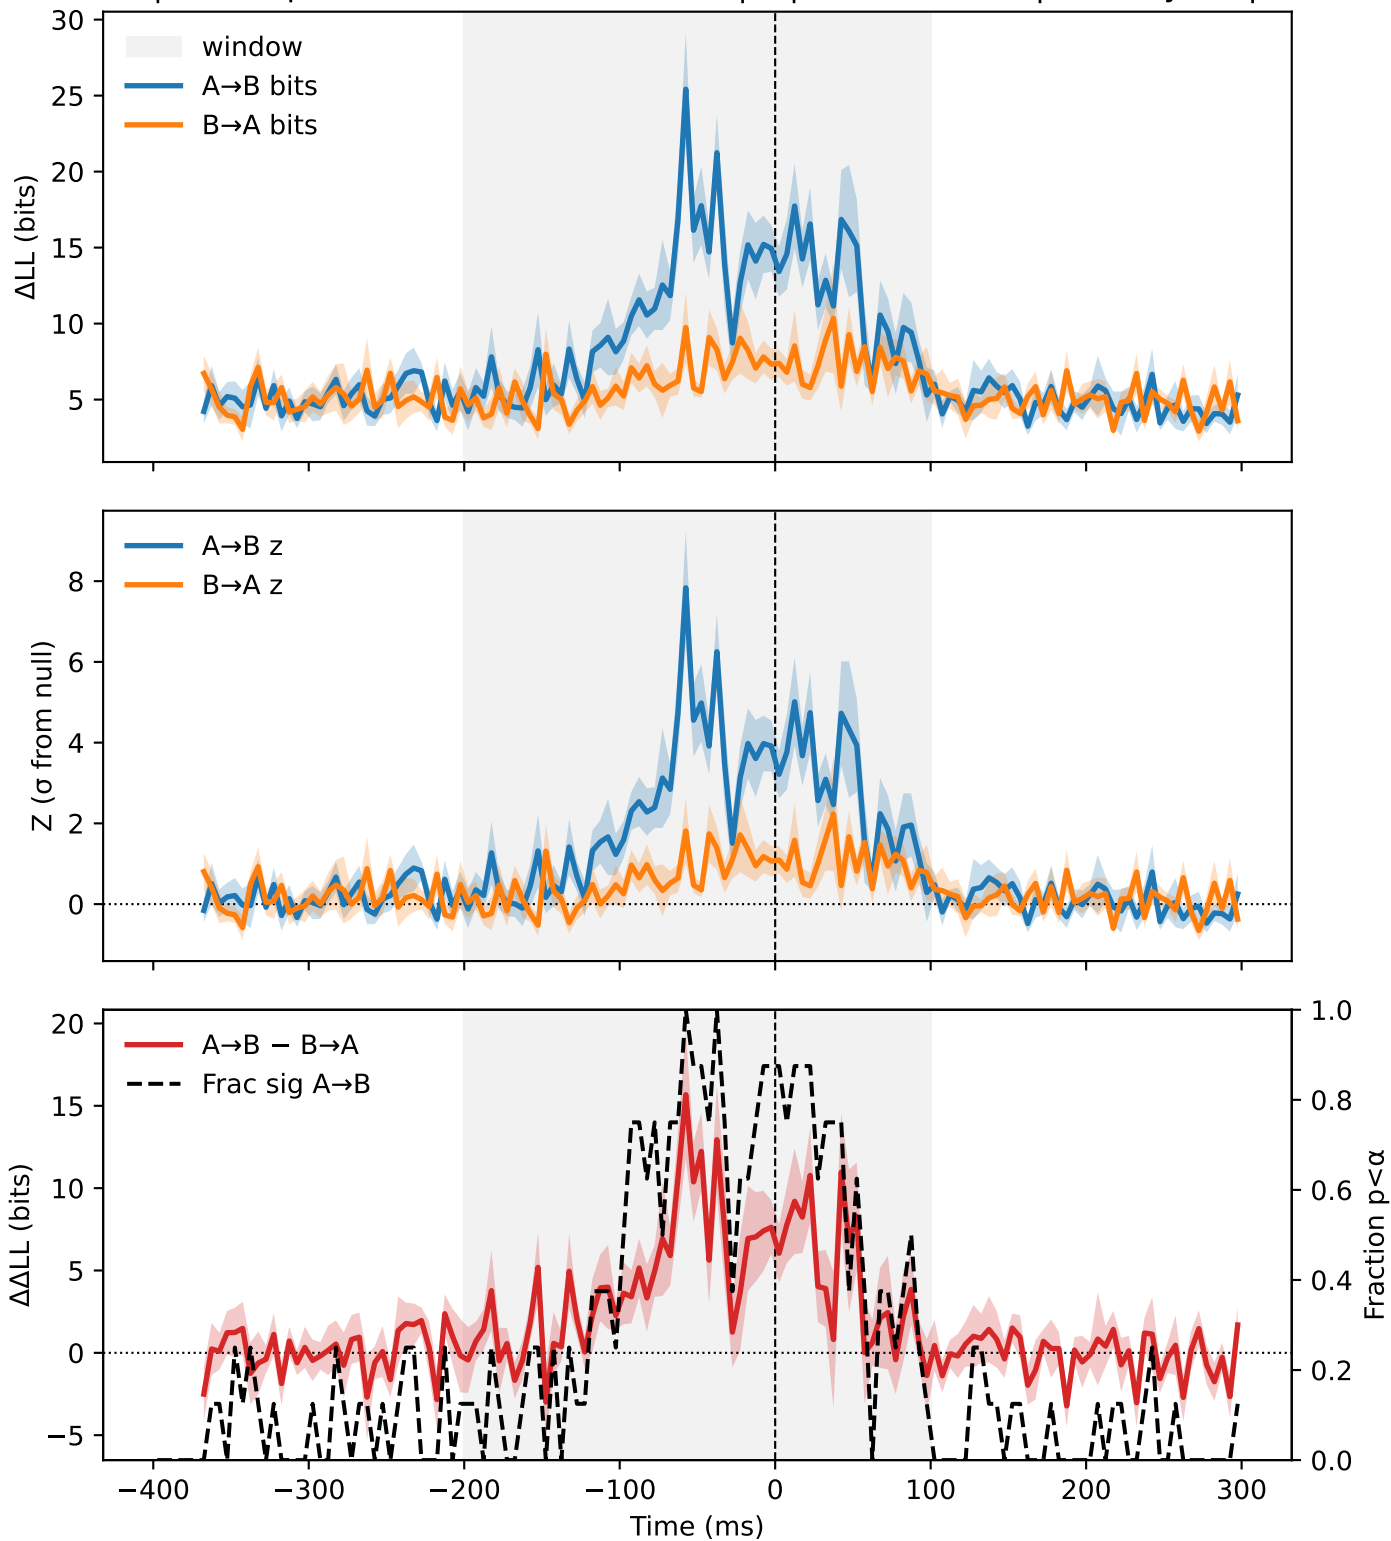 30
25
20
15
10
5
ΔLL (bits)
window
A→B bits
B→A bits
8
6
4
2
0
Z (σ from null)
A→B z
B→A z
20
15
10
5
0
−5
ΔΔLL (bits)
A→B − B→A
Frac sig A→B
1.0
0.8
0.6
0.4
0.2
0.0
Fraction p<α
−400
−300
−200
−100
0
100
200
300
Time (ms)